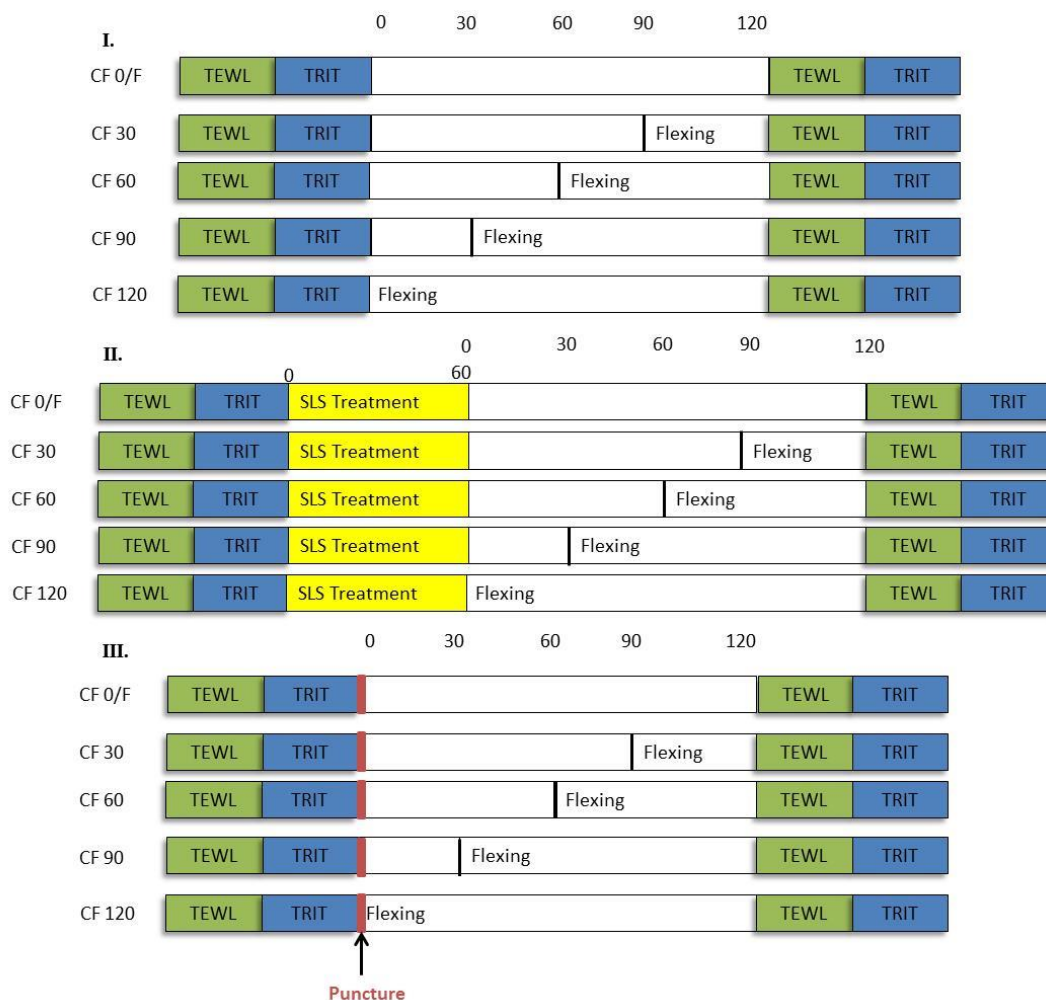 0 30 60 90 120
I.
CF 0/F TEWL TRIT TEWL TRIT
CF 30 TEWL TRIT Flexing TEWL TRIT
CF 60 TEWL TRIT Flexing TEWL TRIT
CF 90 TEWL TRIT Flexing TEWL TRIT
CF 120 TEWL TRIT Flexing TEWL TRIT
0 30 60 90 120
II.
0 60
CF 0/F TEWL TRIT SLS Treatment TEWL TRIT
CF 30 TEWL TRIT SLS Treatment Flexing TEWL TRIT
CF 60 TEWL TRIT SLS Treatment Flexing TEWL TRIT
CF 90 TEWL TRIT SLS Treatment Flexing TEWL TRIT
CF 120 TEWL TRIT SLS Treatment Flexing TEWL TRIT
0 30 60 90 120
III.
CF 0/F TEWL TRIT TEWL TRIT
CF 30 TEWL TRIT Flexing TEWL TRIT
CF 60 TEWL TRIT Flexing TEWL TRIT
CF 90 TEWL TRIT Flexing TEWL TRIT
CF 120 TEWL TRIT Flexing TEWL TRIT
Puncture